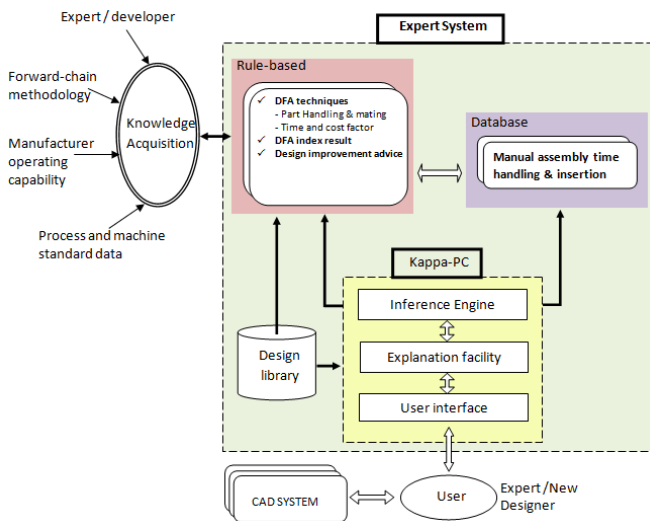 Expert / developer
Expert System
Forward-chain
methodology
Manufacturer
operating
capability
Process and machine
standard data
Knowledge
Acquisition
Rule-based
✓ DFA techniques
- Part Handling & mating
- Time and cost factor
✓ DFA index result
✓ Design improvement advice
Database
Manual assembly time
handling & insertion
Kappa-PC
Inference Engine
Explanation facility
User interface
Design
library
CAD SYSTEM
User
Expert /New
Designer